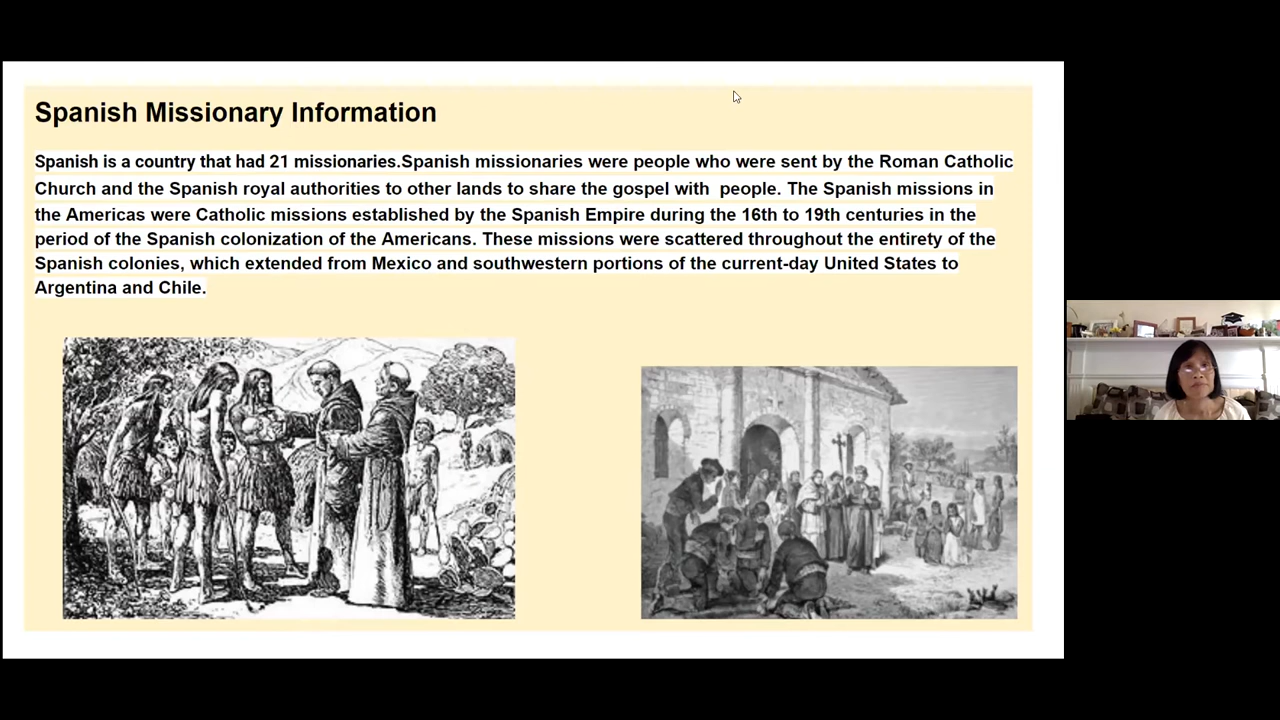 Spanish Missionary Information
Spanish is a country that had 21 missionaries.Spanish missionaries were people who were sent by the Roman Catholic
Church and the Spanish royal authorities to other lands to share the gospel with  people. The Spanish missions in
the Americas were Catholic missions established by the Spanish Empire during the 16th to 19th centuries in the
period of the Spanish colonization of the Americans. These missions were scattered throughout the entirety of the
Spanish colonies, which extended from Mexico and southwestern portions of the current-day United States to
Argentina and Chile.